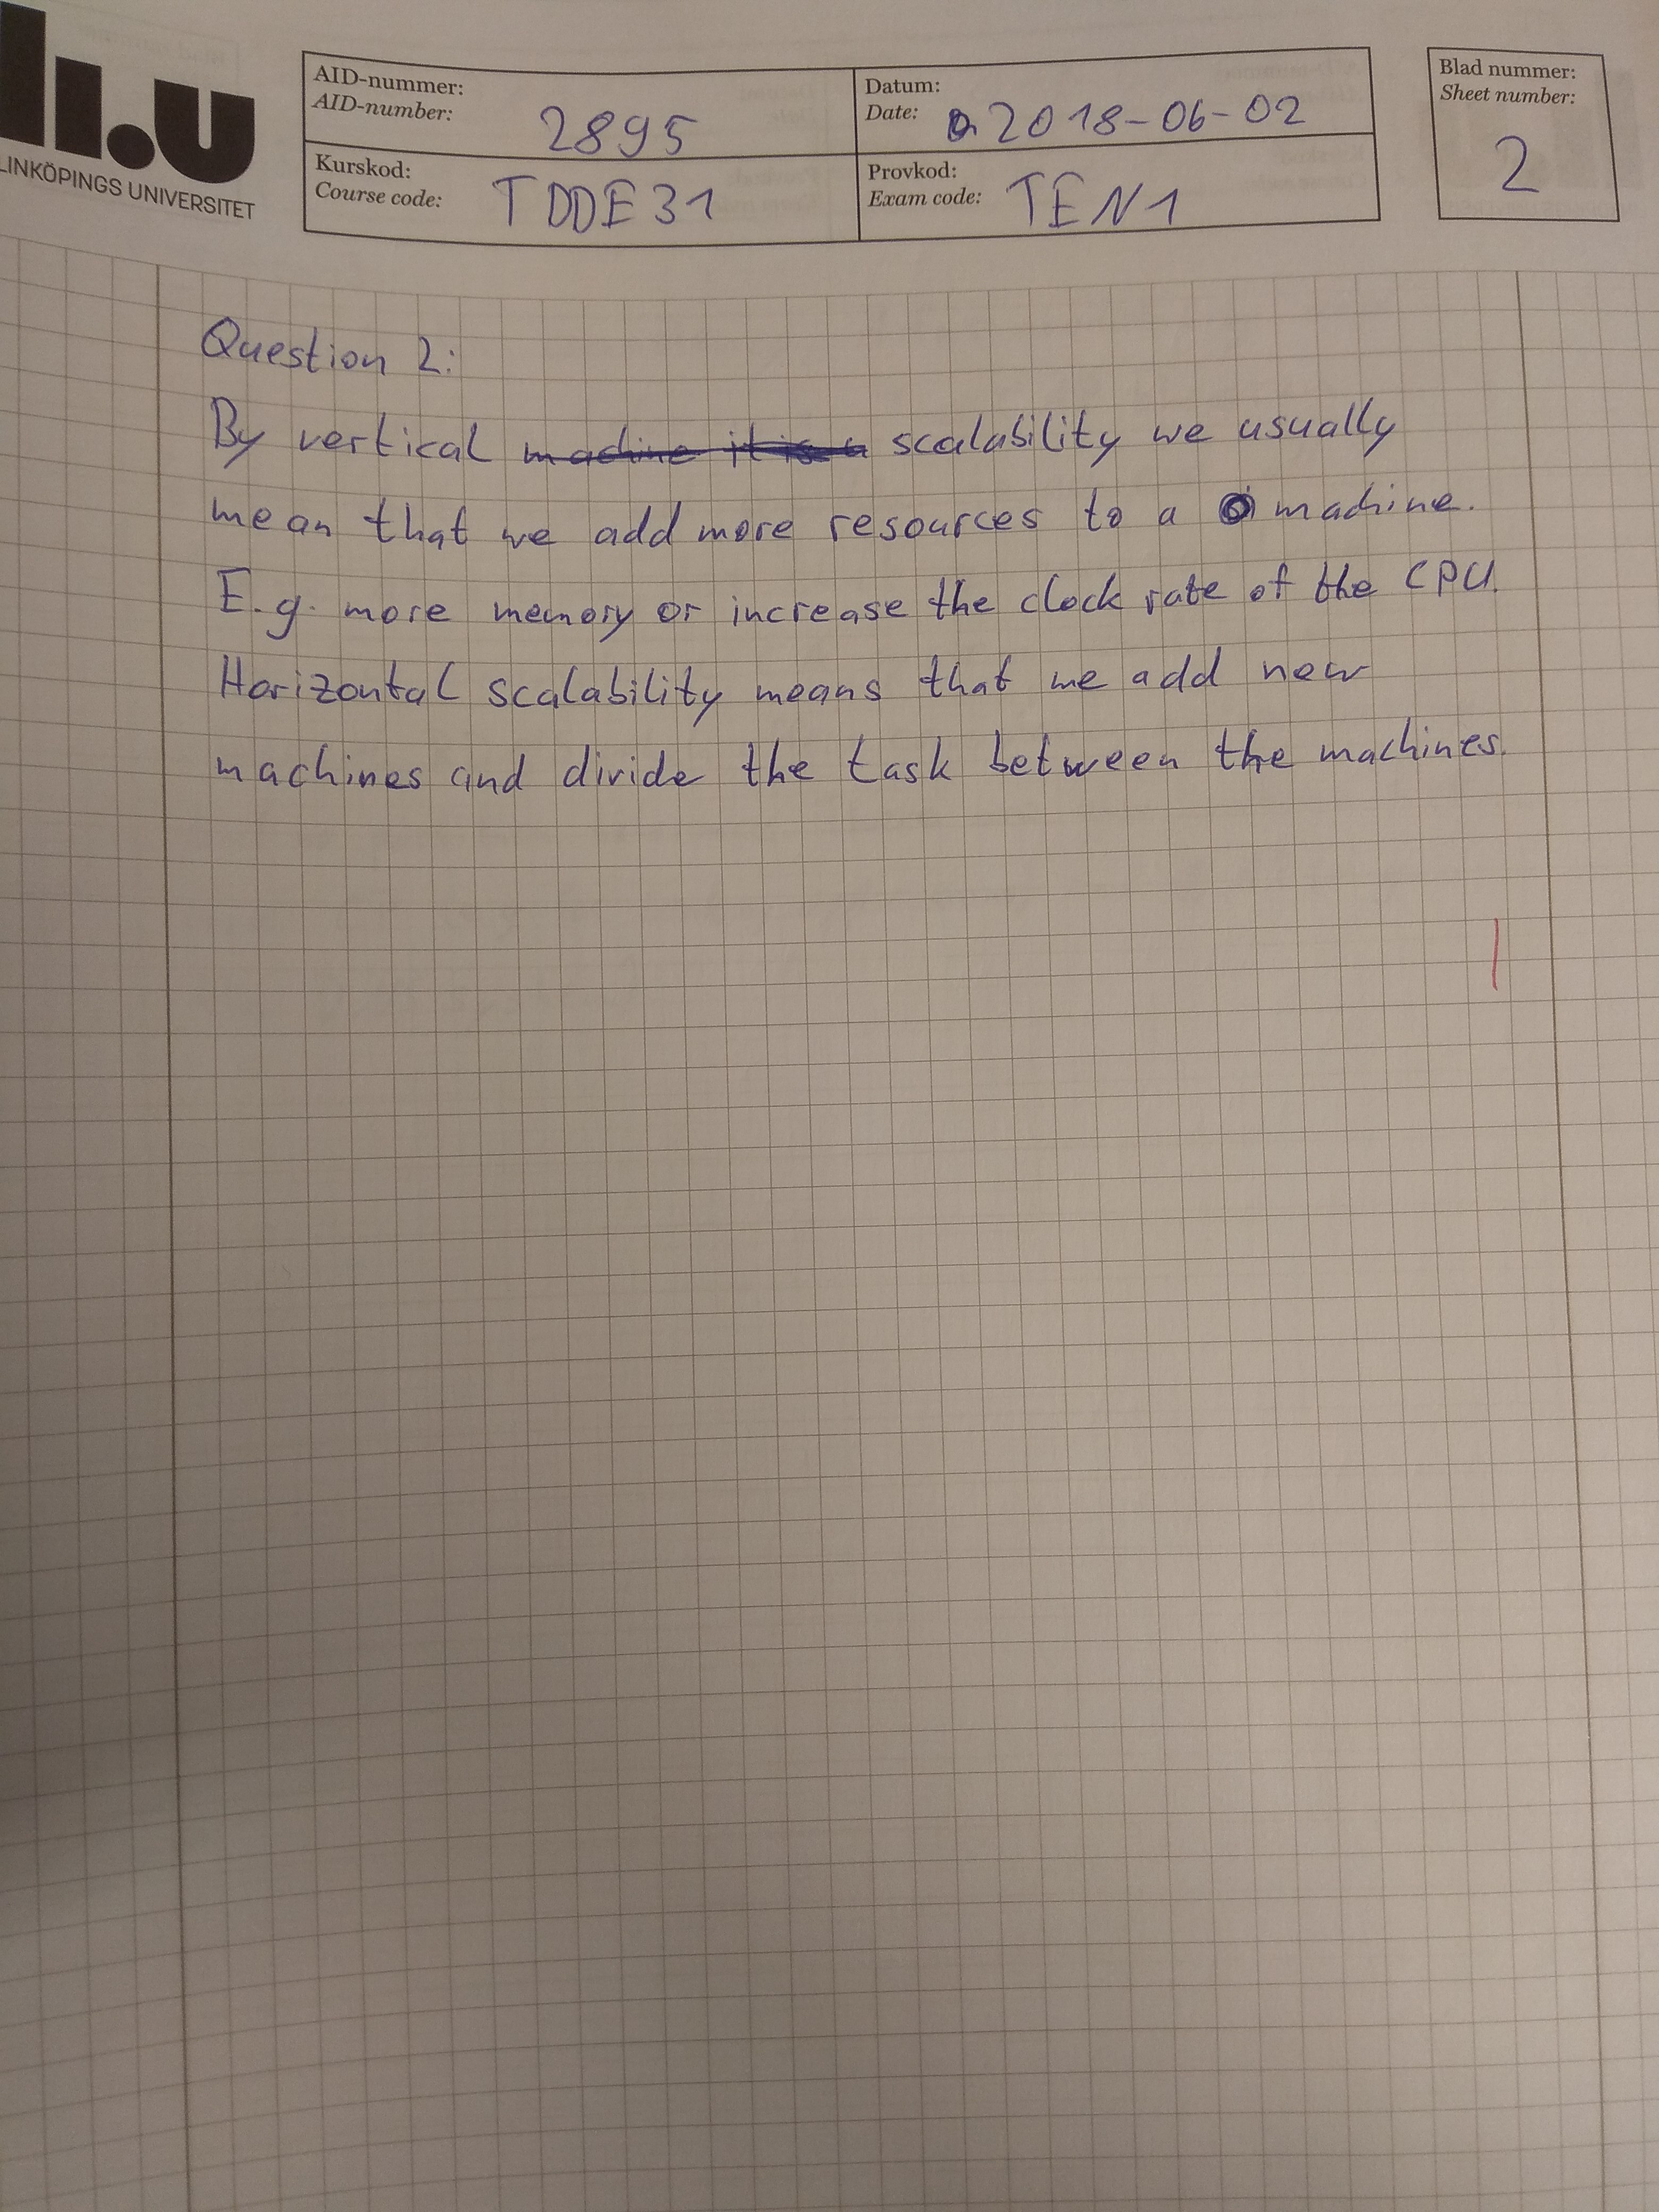 li.u
LINKÖPINGS UNIVERSITET
AID-nummer:
AID-number: 2895
Datum:
Date: 2018-06-02
Kurskod:
Course code: TDDE31
Provkod:
Exam code: TEN1
Blad nummer:
Sheet number:
2
Question 2:
By vertical machine it is a scalability we usually
mean that we add more resources to a machine.
E.g. more memory or increase the clock rate of the CPU.
Horizontal scalability means that we add new
machines and divide the task between the machines.